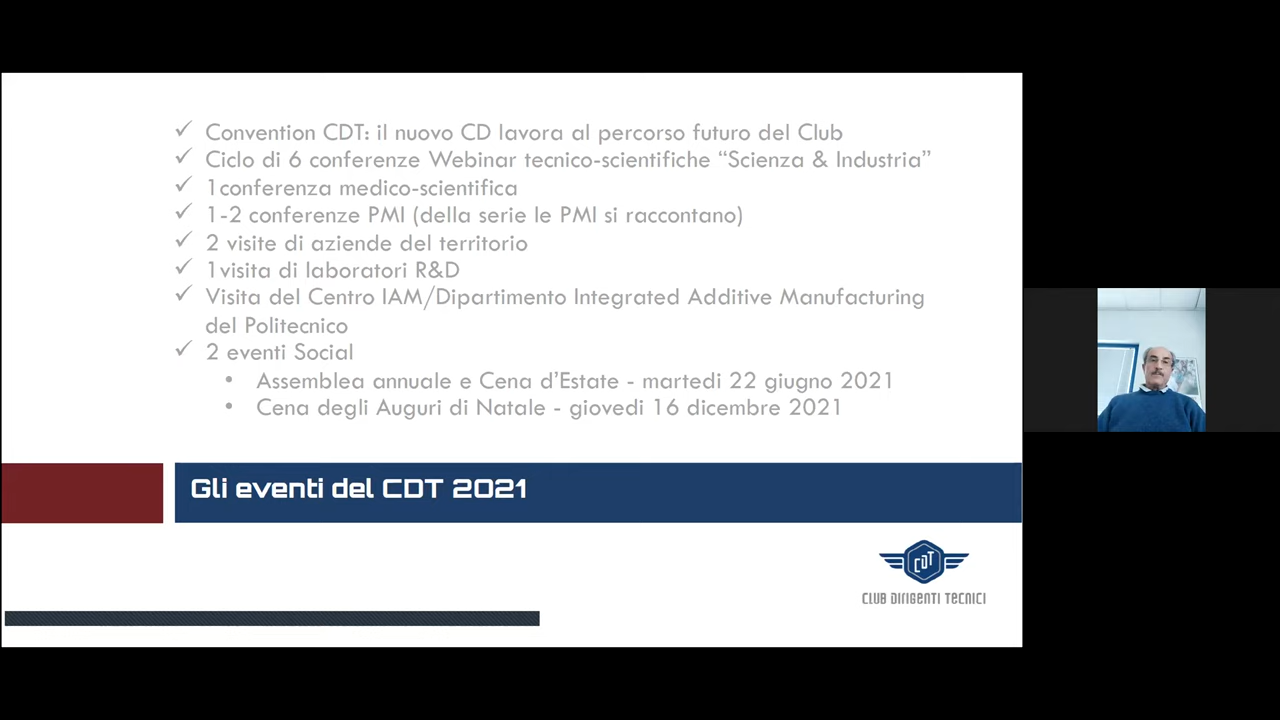 Convention CDT: il nuovo CD lavora al percorso futuro del Club
Ciclo di 6 conferenze Webinar tecnico-scientifiche “Scienza & Industria”
1conferenza medico-scientifica
1-2 conferenze PMI (della serie le PMI si raccontano)
2 visite di aziende del territorio
1visita di laboratori R&D
Visita del Centro IAM/Dipartimento Integrated Additive Manufacturing
del Politecnico
2 eventi Social
Assemblea annuale e Cena d’Estate - martedi 22 giugno 2021
Cena degli Auguri di Natale - giovedi 16 dicembre 2021
Gli eventi del CDT 2021
CDT
CLUB DIRIGENTI TECNICI